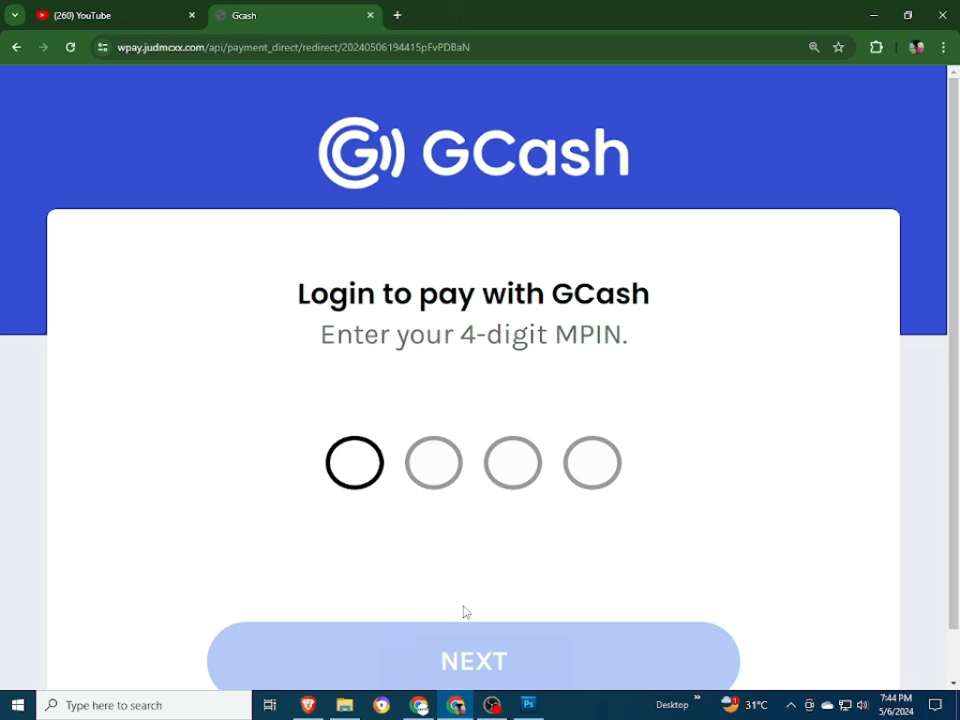 (260) YouTube
Gcash
wpay.judmcxx.com/api/payment_direct/redirect/20240506194415pFvPDBaN
GCash
Login to pay with GCash
Enter your 4-digit MPIN.
NEXT
Type here to search
Ps
Desktop
31°C
7:44 PM
5/6/2024